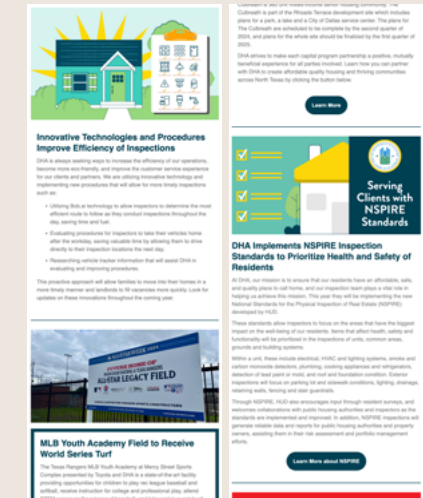 Innovative Technologies and Procedures
Improve Efficiency of Inspections
DHA is always seeking ways to increase the efficiency of our operations,
become more eco-friendly, and improve the customer service experience
for our clients and partners. We are utilizing innovative technology and
implementing new procedures that will allow for more timely inspections
such as:
• Utilizing Bob.ai technology to allow inspectors to determine the most
efficient route to follow as they conduct inspections throughout the
day, saving time and fuel.
• Evaluating procedures for inspectors to take their vehicles home
after the workday, saving valuable time by allowing them to drive
directly to their inspection locations the next day.
• Researching vehicle tracker information that will assist DHA in
evaluating and improving procedures.
This proactive approach will allow families to move into their homes in a
more timely manner and landlords to fill vacancies more quickly. Look for
updates on these innovations throughout the coming year.
FUTURE HOME OF
ALL-STAR LEGACY FIELD
MLB Youth Academy Field to Receive
World Series Turf
The Texas Rangers MLB Youth Academy at Mercy Street Sports
Complex presented by Toyota and DHA is a state-of-the-art facility
providing opportunities for children to play rec league baseball and
softball, receive instruction for college and professional play, attend
Culbreath is part of the Rhoads Terrace development site which includes
plans for a park, a lake and a City of Dallas service center. The plans for
The Culbreath are scheduled to be complete by the second quarter of
2024, and plans for the whole site should be finalized by the first quarter of
2025.
DHA strives to make each capital program partnership a positive, mutually
beneficial experience for all parties involved. Learn how you can partner
with DHA to create affordable quality housing and thriving communities
across North Texas by clicking the button below.
Learn More
Serving
Clients with
NSPIRE
Standards
DHA Implements NSPIRE Inspection
Standards to Prioritize Health and Safety of
Residents
At DHA, our mission is to ensure that our residents have an affordable, safe,
and quality place to call home, and our inspection team plays a vital role in
helping us achieve this mission. This year they will be implementing the new
National Standards for the Physical Inspection of Real Estate (NSPIRE)
developed by HUD.
These standards allow inspectors to focus on the areas that have the biggest
impact on the well-being of our residents. Items that affect health, safety and
functionality will be prioritized in the inspections of units, common areas,
grounds and building systems.
Within a unit, these include electrical, HVAC and lighting systems, smoke and
carbon monoxide detectors, plumbing, cooking appliances and refrigerators,
detection of lead paint or mold, and roof and foundation condition. Exterior
inspections will focus on parking lot and sidewalk conditions, lighting, drainage,
retaining walls, fencing and stair guardrails.
Through NSPIRE, HUD also encourages input through resident surveys, and
welcomes collaborations with public housing authorities and inspectors as the
standards are implemented and improved. In addition, NSPIRE inspections will
generate reliable data and reports for public housing authorities and property
owners, assisting them in their risk assessment and portfolio management
efforts.
Learn More about NSPIRE